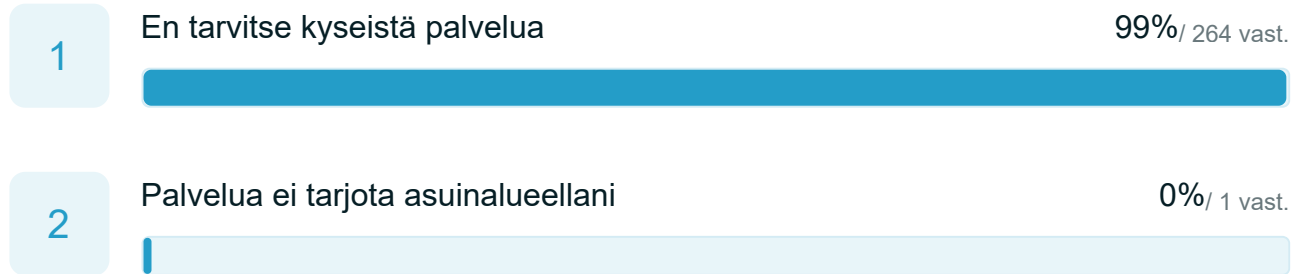 1
En tarvitse kyseistä palvelua 99% / 264 vast.
2
Palvelua ei tarjota asuinalueellani 0% / 1 vast.